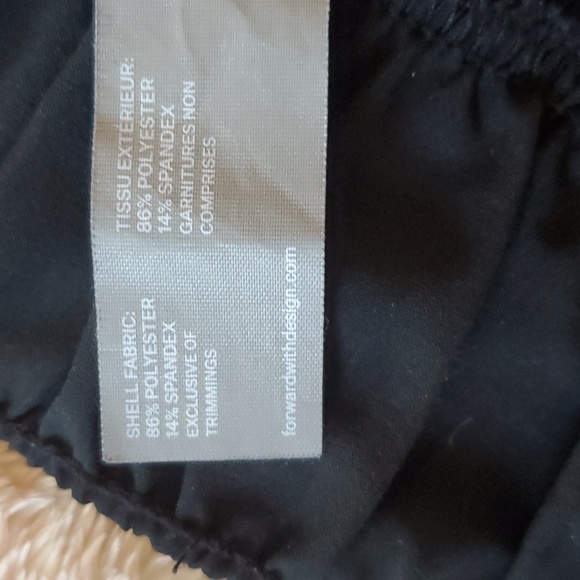 SHELL FABRIC:
86% POLYESTER
14% SPANDEX
EXCLUSIVE OF
TRIMMINGS
TISSU EXTÉRIEUR:
86% POLYESTER
14% SPANDEX
GARNITURES NON
COMPRISES
forwardwithdesign.com